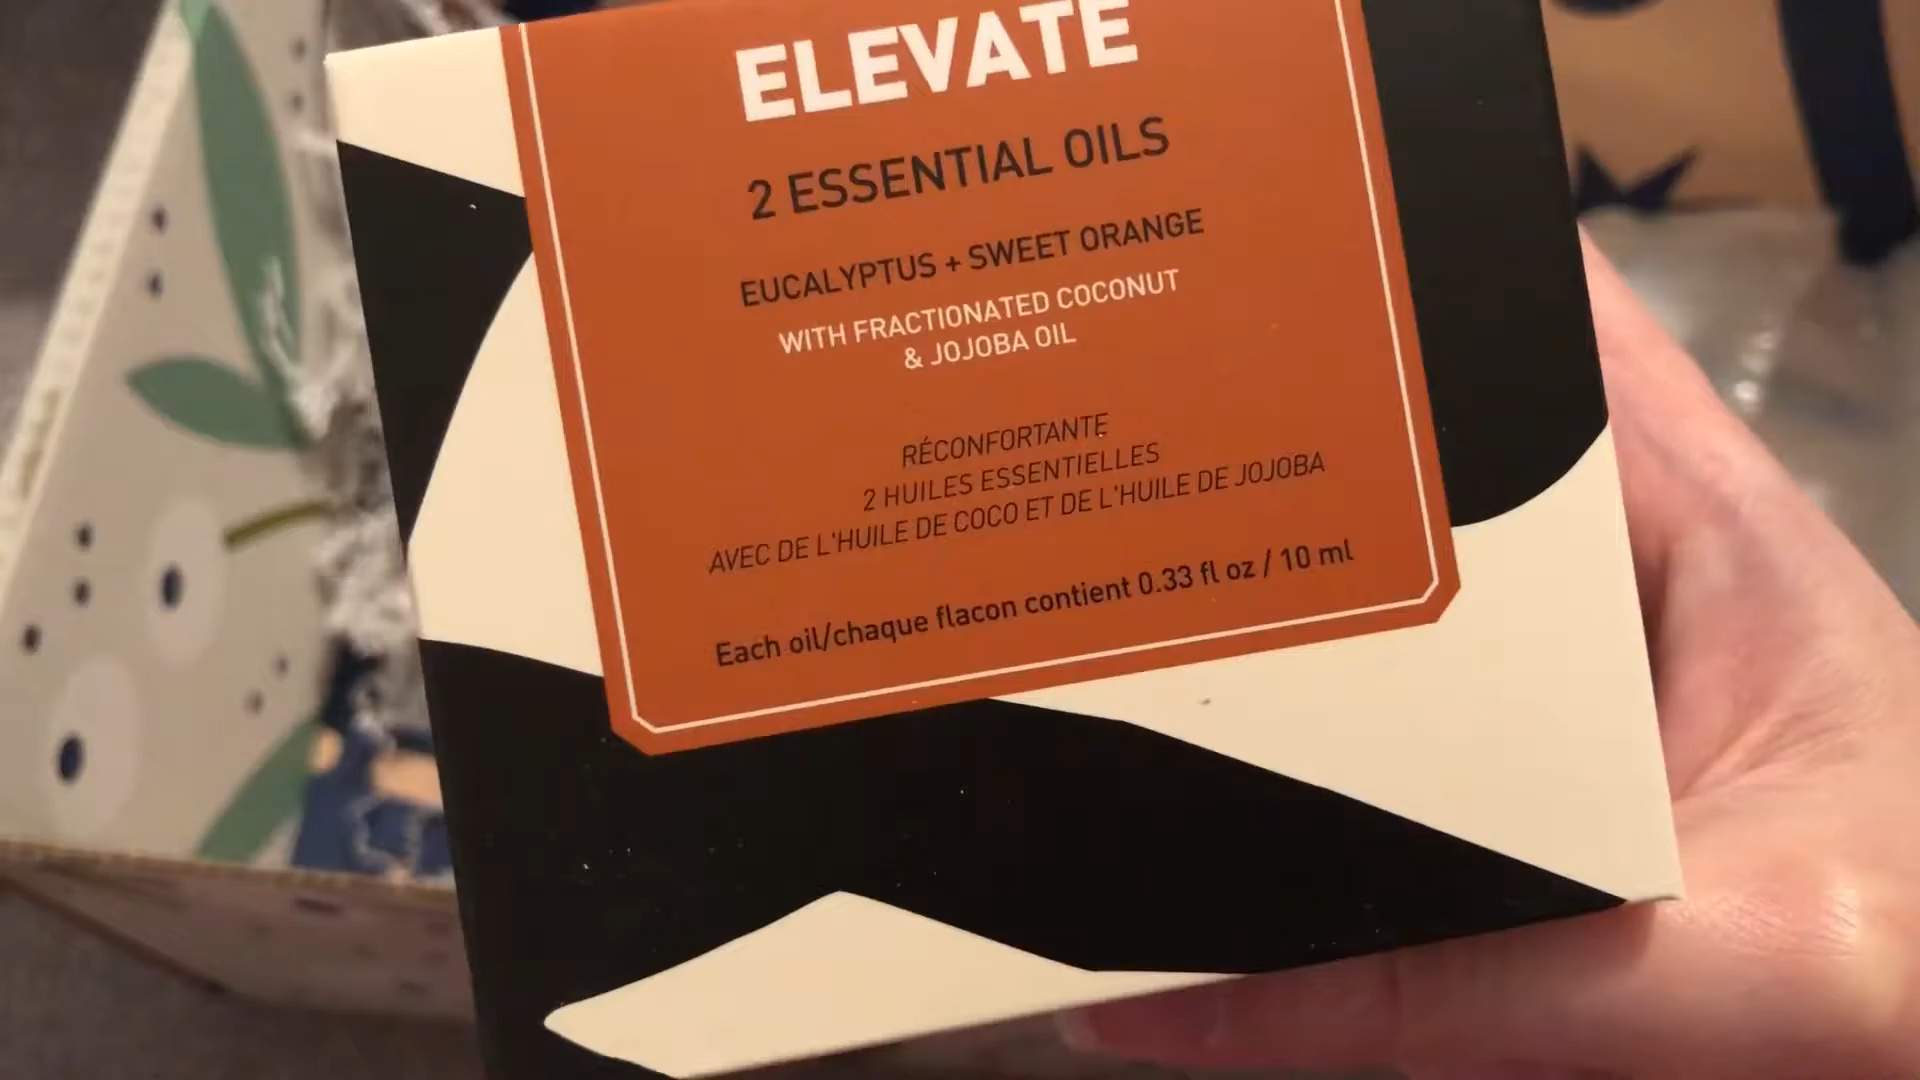 ELEVATE
2 ESSENTIAL OILS
EUCALYPTUS + SWEET ORANGE
WITH FRACTIONATED COCONUT
& JOJOBA OIL
RÉCONFORTANTE
2 HUILES ESSENTIELLES
AVEC DE L'HUILE DE COCO ET DE L'HUILE DE JOJOBA
Each oil/chaque flacon contient 0.33 fl oz / 10 ml